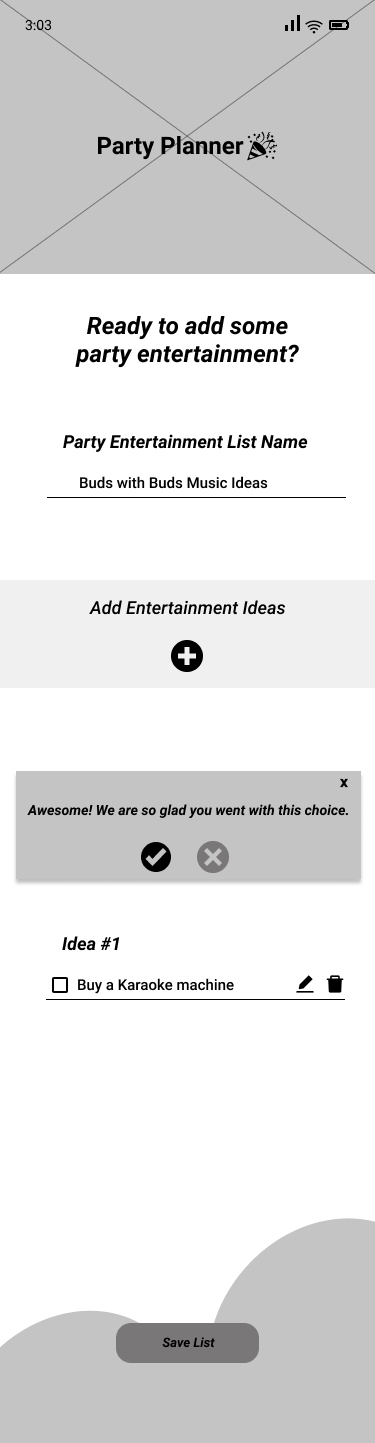 3:03
Party Planner
Ready to add some
party entertainment?
Party Entertainment List Name
Buds with Buds Music Ideas
Add Entertainment Ideas
x
Awesome! We are so glad you went with this choice.
Idea #1
Buy a Karaoke machine
Save List